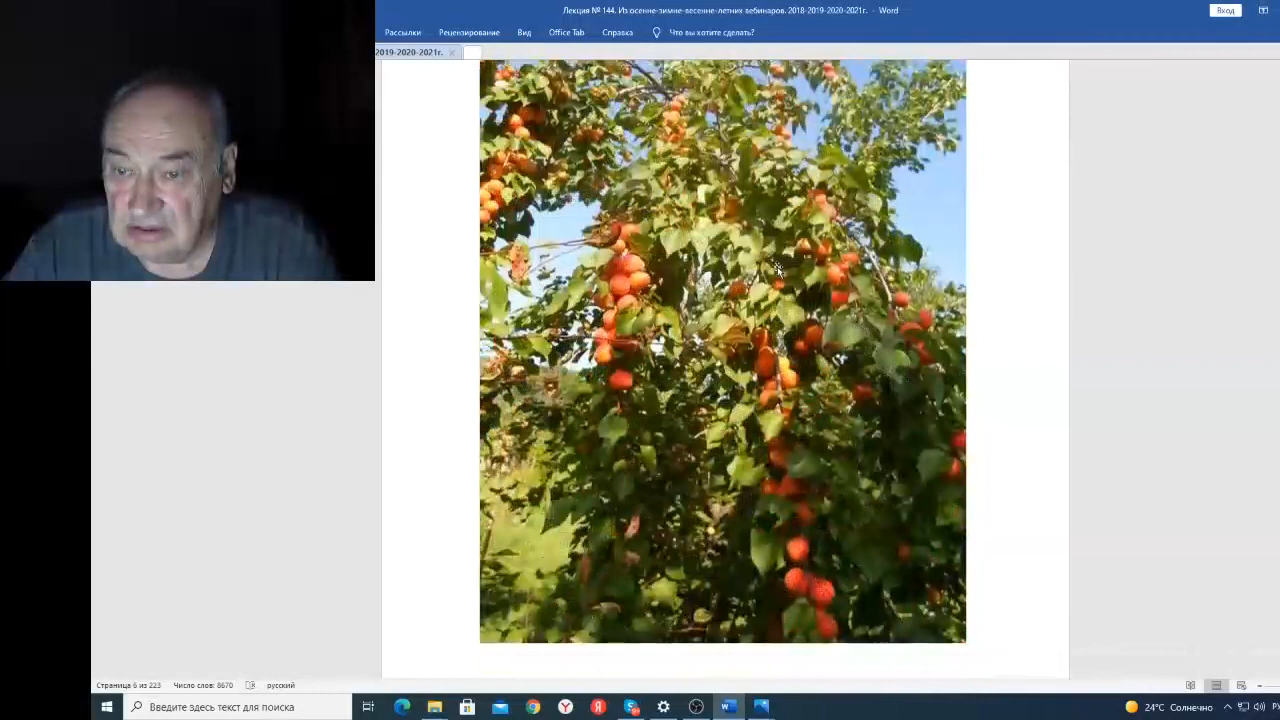 Лекция № 144. Из осенне-зимне-весенне-летних вебинаров. 2018-2019-2020-2021г. - Word
Вход
Рассылки Рецензирование Вид Office Tab Справка Что вы хотите сделать?
2019-2020-2021г.
Страница 6 из 223 Число слов: 8670 русский
Введите здесь текст для поиска
24°C Солнечно